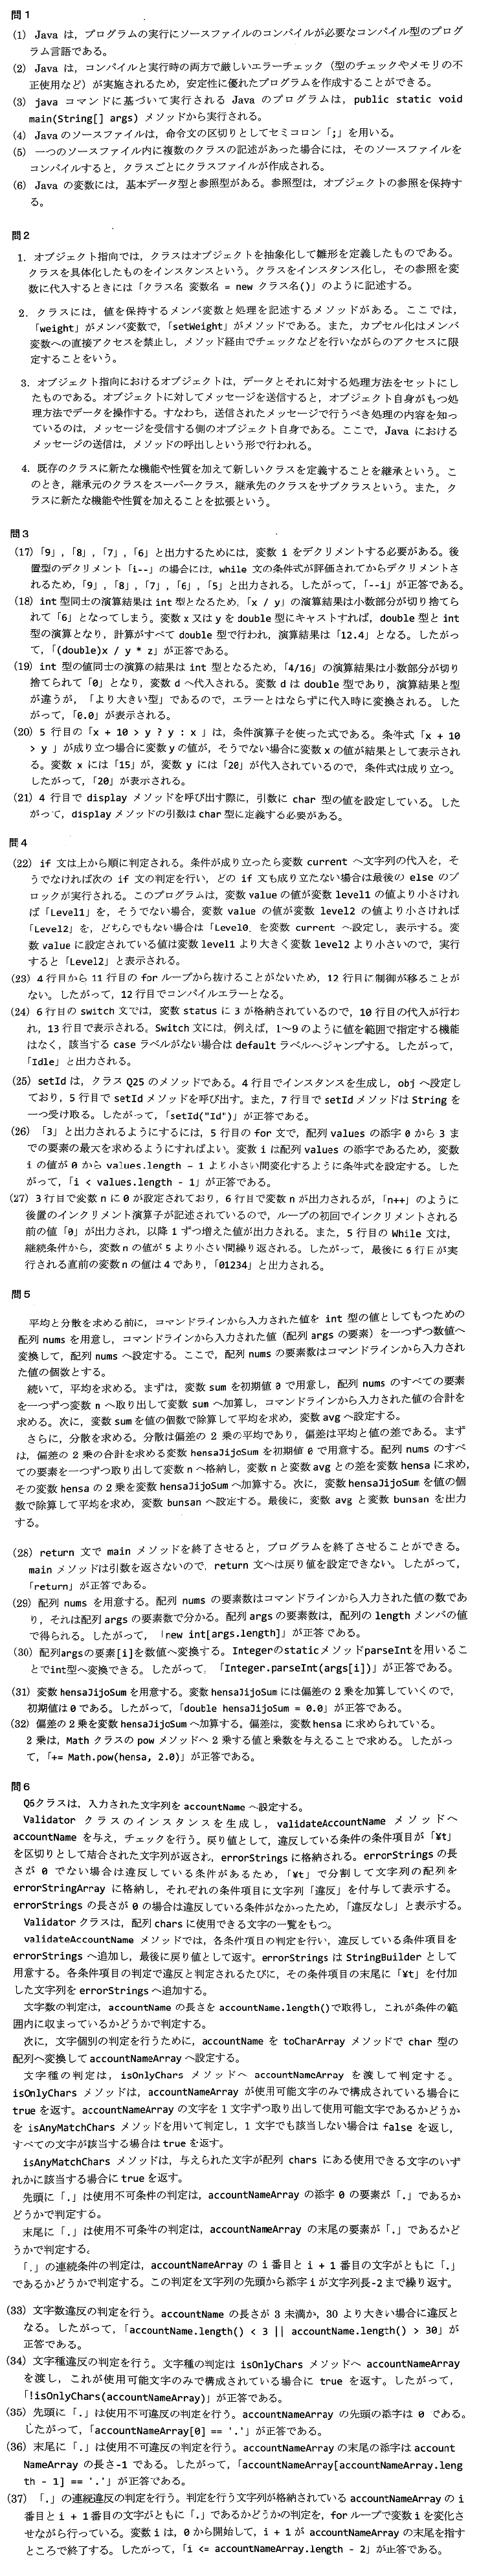 問1
(1) Java は，プログラムの実行にソースファイルのコンパイルが必要なコンパイル型のプログ
ラム言語である。
(2) Java は，コンパイルと実行時の両方で厳しいエラーチェック（型のチェックやメモリの不
正使用など）が実施されるため，安定性に優れたプログラムを作成することができる。
(3) java コマンドに基づいて実行される Java のプログラムは，public static void
main(String[] args) メソッドから実行される。
(4) Javaのソースファイルは，命令文の区切りとしてセミコロン「;」を用いる。
(5) 一つのソースファイル内に複数のクラスの記述があった場合には，そのソースファイルを
コンパイルすると，クラスごとにクラスファイルが作成される。
(6) Java の変数には，基本データ型と参照型がある。参照型は，オブジェクトの参照を保持す
る。
問2
1. オブジェクト指向では，クラスはオブジェクトを抽象化して雛形を定義したものである。
クラスを具体化したものをインスタンスという。クラスをインスタンス化し，その参照を変
数に代入するときには「クラス名 変数名 = new クラス名()」のように記述する。
2. クラスには，値を保持するメンバ変数と処理を記述するメソッドがある。ここでは，
「weight」がメンバ変数で，「setWeight」がメソッドである。また，カプセル化はメンバ
変数への直接アクセスを禁止し，メソッド経由でチェックなどを行いながらのアクセスに限
定することをいう。
3. オブジェクト指向におけるオブジェクトは，データとそれに対する処理方法をセットにし
たものである。オブジェクトに対してメッセージを送信すると，オブジェクト自身がもつ処
理方法でデータを操作する。すなわち，送信されたメッセージで行うべき処理の内容を知っ
ているのは，メッセージを受信する側のオブジェクト自身である。ここで，Java における
メッセージの送信は，メソッドの呼出しという形で行われる。
4. 既存のクラスに新たな機能や性質を加えて新しいクラスを定義することを継承という。こ
のとき，継承元のクラスをスーパークラス，継承先のクラスをサブクラスという。また，ク
ラスに新たな機能や性質を加えることを拡張という。
問3
(17)「9」，「8」，「7」，「6」と出力するためには，変数 i をデクリメントする必要がある。後
置型のデクリメント「i--」の場合には，while 文の条件式が評価されてからデクリメントさ
れるため，「9」，「8」，「7」，「6」，「5」と出力される。したがって，「--i」が正答である。
(18) int 型同士の演算結果は int 型となるため，「x / y」の演算結果は小数部分が切り捨てら
れて「6」となってしまう。変数 x 又は y を double 型にキャストすれば，double 型と int
型の演算となり，計算がすべて double 型で行われ，演算結果は「12.4」となる。したがっ
て，「(double)x / y * z」が正答である。
(19) int 型の値同士の演算の結果は int 型となるため，「4/16」の演算結果は小数部分が切り
捨てられて「0」となり，変数 d へ代入される。変数 d は double 型であり，演算結果と型
が違うが，「より大きい型」であるので，エラーとはならずに代入時に変換される。した
がって，「0.0」が表示される。
(20) 5 行目の「x + 10 > y ? y : x 」は，条件演算子を使った式である。条件式「x + 10
> y 」が成り立つ場合に変数 y の値が，そうでない場合に変数 x の値が結果として表示され
る。変数 x には「15」が，変数 y には「20」が代入されているので，条件式は成り立つ。
したがって，「20」が表示される。
(21) 4 行目で display メソッドを呼び出す際に，引数に char 型の値を設定している。した
がって，display メソッドの引数は char 型に定義する必要がある。
問4
(22) if 文は上から順に判定される。条件が成り立ったら変数 current へ文字列の代入を，そ
うでなければ次の if 文の判定を行い，どの if 文も成り立たない場合は最後の else のブ
ロックが実行される。このプログラムは，変数 value の値が変数 level1 の値より小さけれ
ば「Level1」を，そうでない場合，変数 value の値が変数 level2 の値より小さければ
「Level2」を，どちらでもない場合は「Level0」を変数 current へ設定し，表示する。変
数 value に設定されている値は変数 level1 より大きく変数 level2 より小さいので，実行
すると「Level2」と表示される。
(23) 4 行目から 11 行目の for ループから抜けることがないため，12 行目に制御が移ることが
ない。したがって，12 行目でコンパイルエラーとなる。
(24) 6 行目の switch 文では，変数 status に 3 が格納されているので，10 行目の代入が行わ
れ，13 行目で表示される。Switch 文には，例えば，1～9 のように値を範囲で指定する機能
はなく，該当する case ラベルがない場合は default ラベルへジャンプする。したがって，
「Idle」と出力される。
(25) setId は，クラス Q25 のメソッドである。4 行目でインスタンスを生成し，obj へ設定し
ており，5 行目で setId メソッドを呼び出す。また，7 行目で setId メソッドは String を
一つ受け取る。したがって，「setId("Id")」が正答である。
(26) 「3」と出力されるようにするには，5 行目の for 文で，配列 values の添字 0 から 3 ま
での要素の最大を求めるようにすればよい。変数 i は配列 values の添字であるため，変数
i の値が 0 から values.length – 1 より小さい間変化するように条件式を設定する。した
がって，「i < values.length - 1」が正答である。
(27) 3 行目で変数 n に 0 が設定されており，6 行目で変数 n が出力されるが，「n++」のように
後置のインクリメント演算子が記述されているので，ループの初回でインクリメントされる
前の値「0」が出力され，以降 1 ずつ増えた値が出力される。また，5 行目の While 文は，
継続条件から，変数 n の値が 5 より小さい間繰り返される。したがって，最後に 6 行目が実
行される直前の変数 n の値は 4 であり，「01234」と出力される。
問5
平均と分散を求める前に，コマンドラインから入力された値を int 型の値としてもつための
配列 nums を用意し，コマンドラインから入力された値（配列 args の要素）を一つずつ数値へ
変換して，配列 nums へ設定する。ここで，配列 nums の要素数はコマンドラインから入力され
た値の個数とする。
続いて，平均を求める。まずは，変数 sum を初期値 0 で用意し，配列 nums のすべての要素
を一つずつ変数 n へ取り出して変数 sum へ加算し，コマンドラインから入力された値の合計を
求める。次に，変数 sum を値の個数で除算して平均を求め，変数 avg へ設定する。
さらに，分散を求める。分散は偏差の 2 乗の平均であり，偏差は平均と値の差である。まず
は，偏差の 2 乗の合計を求める変数 hensaJijoSum を初期値 0 で用意する。配列 nums のすべ
ての要素を一つずつ取り出して変数 n へ格納し，変数 n と変数 avg との差を変数 hensa に求め，
その変数 hensa の 2 乗を変数 hensaJijoSum へ加算する。次に，変数 hensaJijoSum を値の個
数で除算して平均を求め，変数 bunsan へ設定する。最後に，変数 avg と変数 bunsan を出力
する。
(28) return 文で main メソッドを終了させると，プログラムを終了させることができる。
main メソッドは引数を返さないので，return 文へは戻り値を設定できない。したがって，
「return」が正答である。
(29) 配列 nums を用意する。配列 nums の要素数はコマンドラインから入力された値の数であ
り，それは配列 args の要素数で分かる。配列 args の要素数は，配列の length メンバの値
で得られる。したがって，「new int[args.length]」が正答である。
(30) 配列argsの要素[i]を数値へ変換する。IntegerのstaticメソッドparseIntを用いるこ
とでint型へ変換できる。したがって，「Integer.parseInt(args[i])」が正答である。
(31) 変数 hensaJijoSum を用意する。変数 hensaJijoSum には偏差の 2 乗を加算していくので，
初期値は 0 である。したがって，「double hensaJijoSum = 0.0」が正答である。
(32) 偏差の 2 乗を変数 hensaJijoSum へ加算する。偏差は，変数 hensa に求められている。
2 乗は，Math クラスの pow メソッドへ 2 乗する値と乗数を与えることで求める。したがっ
て，「+= Math.pow(hensa, 2.0)」が正答である。
問6
Q6クラスは，入力された文字列を accountName へ設定する。
Validator クラスのインスタンスを生成し，validateAccountName メソッドへ
accountName を与え，チェックを行う。戻り値として，違反している条件の条件項目が「¥t」
を区切りとして結合された文字列が返され，errorStrings に格納される。errorStrings の長
さが 0 でない場合は違反している条件があるため，「¥t」で分割して文字列の配列を
errorStringArray に格納し，それぞれの条件項目に文字列「違反」を付与して表示する。
errorStrings の長さが 0 の場合は違反している条件がなかったため，「違反なし」と表示する。
Validator クラスは，配列 chars に使用できる文字の一覧をもつ。
validateAccountName メソッドでは，各条件項目の判定を行い，違反している条件項目を
errorStrings へ追加し，最後に戻り値として返す。errorStrings は StringBuilder として
用意する。各条件項目の判定で違反と判定されるたびに，その条件項目の末尾に「¥t」を付加
した文字列を errorStrings へ追加する。
文字数の判定は，accountName の長さを accountName.length()で取得し，これが条件の範
囲内に収まっているかどうかで判定する。
次に，文字個別の判定を行うために，accountName を toCharArray メソッドで char 型の
配列へ変換して accountNameArray へ設定する。
文字種の判定は，isOnlyChars メソッドへ accountNameArray を渡して判定する。
isOnlyChars メソッドは，accountNameArray が使用可能文字のみで構成されている場合に
true を返す。accountNameArray の文字を 1 文字ずつ取り出して使用可能文字であるかどうか
を isAnyMatchChars メソッドを用いて判定し，1 文字でも該当しない場合は false を返し，
すべての文字が該当する場合は true を返す。
isAnyMatchChars メソッドは，与えられた文字が配列 chars にある使用できる文字のいず
れかに該当する場合に true を返す。
先頭に「.」は使用不可条件の判定は，accountNameArray の添字 0 の要素が「.」であるか
どうかで判定する。
末尾に「.」は使用不可条件の判定は，accountNameArray の末尾の要素が「.」であるかど
うかで判定する。
「.」の連続条件の判定は，accountNameArray の i 番目と i + 1 番目の文字がともに「.」
であるかどうかで判定する。この判定を文字列の先頭から添字 i が文字列長-2 まで繰り返す。
(33) 文字数違反の判定を行う。accountName の長さが 3 未満か，30 より大きい場合に違反と
なる。したがって，「accountName.length() < 3 || accountName.length() > 30」が
正答である。
(34) 文字種違反の判定を行う。文字種の判定は isOnlyChars メソッドへ accountNameArray
を渡し，これが使用可能文字のみで構成されている場合に true を返す。したがって，
「!isOnlyChars(accountNameArray)」が正答である。
(35) 先頭に「.」は使用不可違反の判定を行う。accountNameArray の先頭の添字は 0 である。
したがって，「accountNameArray[0] == '.'」が正答である。
(36) 末尾に「.」は使用不可違反の判定を行う。accountNameArray の末尾の添字は account
NameArray の長さ-1 である。したがって，「accountNameArray[accountNameArray.leng
th - 1] == '.'」が正答である。
(37) 「.」の連続違反の判定を行う。判定を行う文字列が格納されている accountNameArray の i
番目と i + 1 番目の文字がともに「.」であるかどうかの判定を，for ループで変数 i を変化さ
せながら行っている。変数 i は，0 から開始して，i + 1 が accountNameArray の末尾を指す
ところで終了する。したがって，「i <= accountNameArray.length - 2」が正答である。